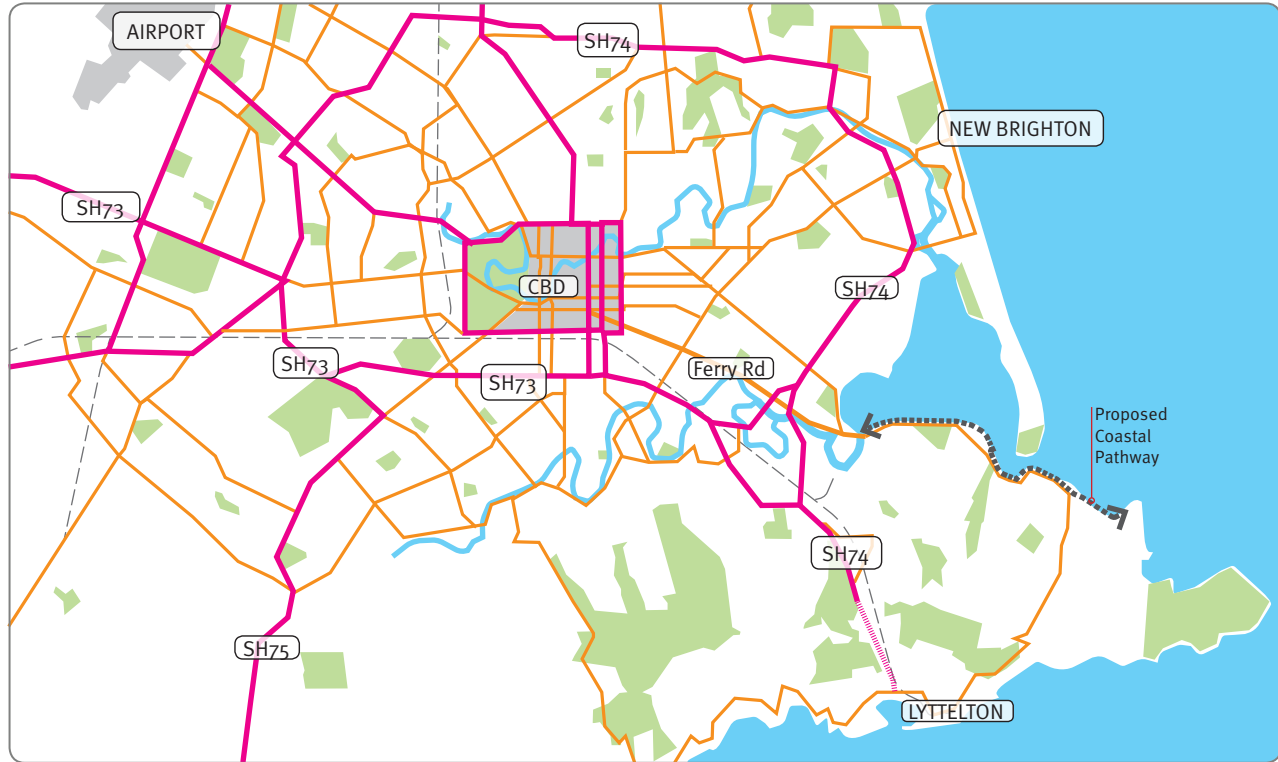 AIRPORT
SH74
NEW BRIGHTON
SH73
CBD
SH74
SH73
Ferry Rd
SH73
Proposed
Coastal
Pathway
SH74
SH75
LYTTELTON